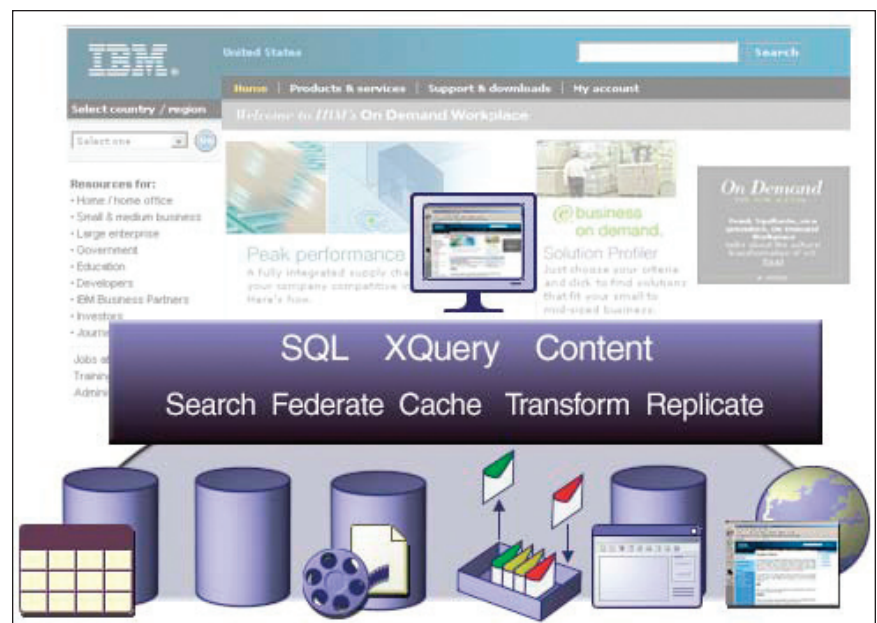 IBM.
United States
Search
Home | Products & services | Support & downloads | My account
Select country / region
Welcome to IBM's On Demand Workplace
Select one
Resources for:
• Home / home office
• Small & medium business
• Large enterprise
• Government
• Education
• Developers
• IBM Business Partners
• Investors
Peak performance
A fully integrated supply
your company competitive
Here's how.
e business
on demand.
Solution Profiler
Just choose your criteria
and click to find solutions
that fit your small to
mid-sized business.
On Demand
Workplace
Read
Jobs
SQL XQuery Content
Search Federate Cache Transform Replicate